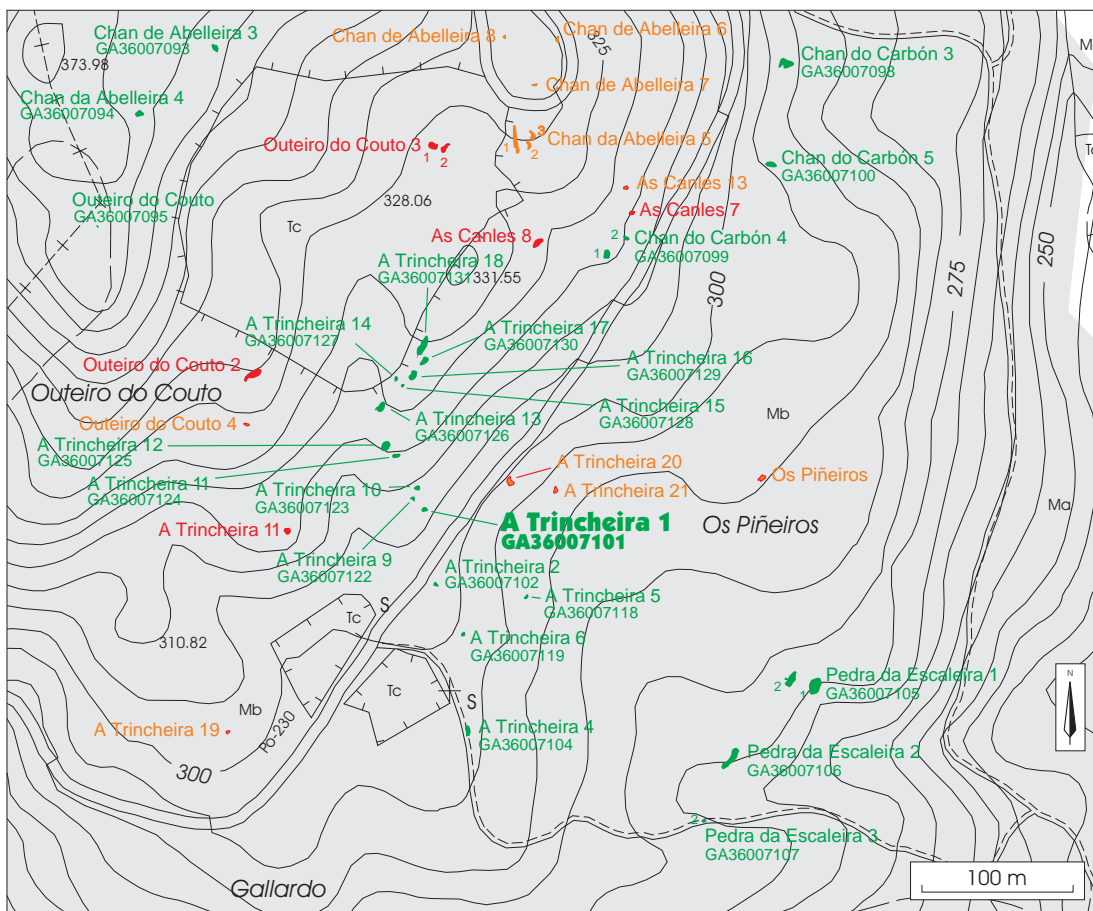 Chan de Abelleira 3
GA36007093
373.98
Chan de Abelleira 8
Chan de Abelleira 6
325
Chan do Carbón 3
GA36007098
M
Chan da Abelleira 4
GA36007094
Chan de Abelleira 7
Outeiro do Couto 3
1
2
1
2
3
Chan da Abelleira 5
Chan do Carbón 5
GA36007100
Outeiro do Couto
GA36007095
328.06
Tc
As Canles 13
As Canles 7
As Canles 8
2
1
Chan do Carbón 4
GA36007099
A Trincheira 18
GA36007131
331.55
300
275
250
A Trincheira 14
GA36007127
A Trincheira 17
GA36007130
A Trincheira 16
GA36007129
Outeiro do Couto 2
Outeiro do Couto
A Trincheira 15
GA36007128
Mb
Outeiro do Couto 4
A Trincheira 13
GA36007126
A Trincheira 12
GA36007125
A Trincheira 11
GA36007124
A Trincheira 10
GA36007123
A Trincheira 20
A Trincheira 21
Os Piñeiros
Os Piñeiros
Ma
A Trincheira 1
GA36007101
A Trincheira 11
A Trincheira 9
GA36007122
A Trincheira 2
GA36007102
A Trincheira 5
GA36007118
Tc
S
310.82
A Trincheira 6
GA36007119
Tc
S
2
1
Pedra da Escaleira 1
GA36007105
N
Mb
A Trincheira 19
Po-230
A Trincheira 4
GA36007104
Pedra da Escaleira 2
GA36007106
300
2
Pedra da Escaleira 3
GA36007107
Gallardo
100 m